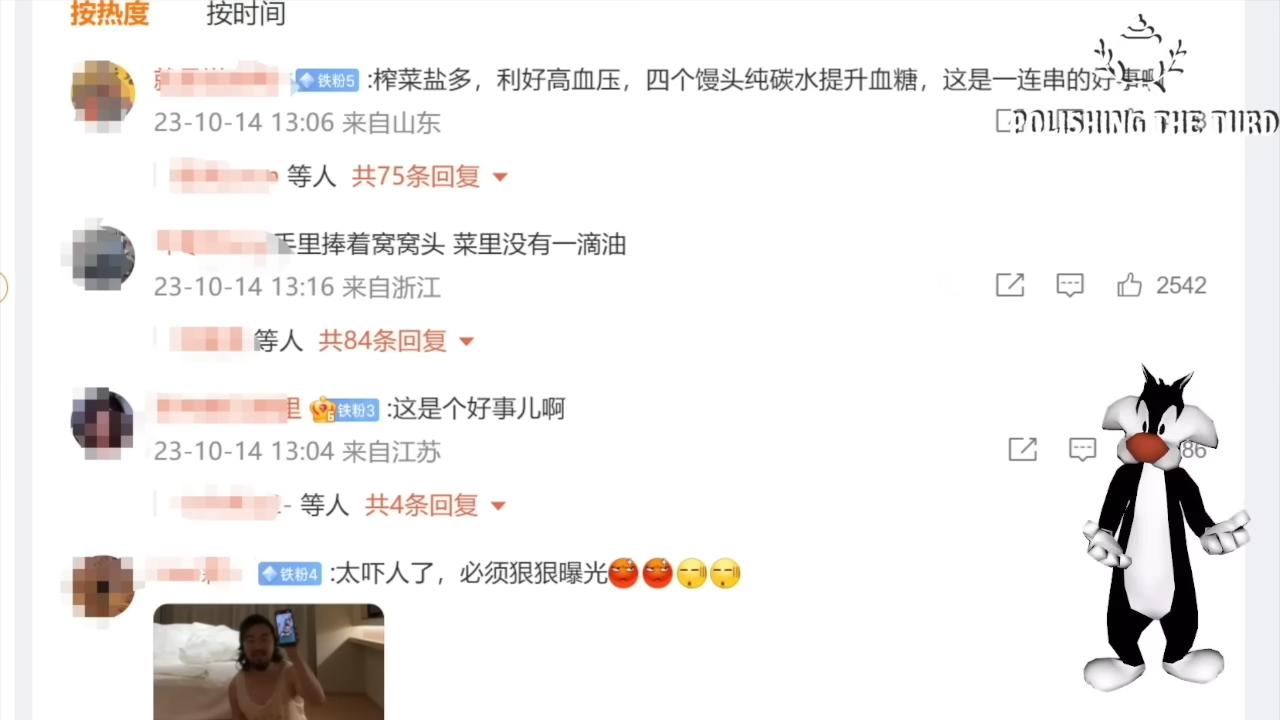 按热度 按时间
铁粉5 :榨菜盐多，利好高血压，四个馒头纯碳水提升血糖，这是一连串的好事
POLISHING THE TURD
23-10-14 13:06 来自山东
等人 共75条回复
手里捧着窝窝头 菜里没有一滴油
23-10-14 13:16 来自浙江
2542
等人 共84条回复
里 6 铁粉3 :这是个好事儿啊
23-10-14 13:04 来自江苏
86
- 等人 共4条回复
铁粉4 :太吓人了，必须狠狠曝光